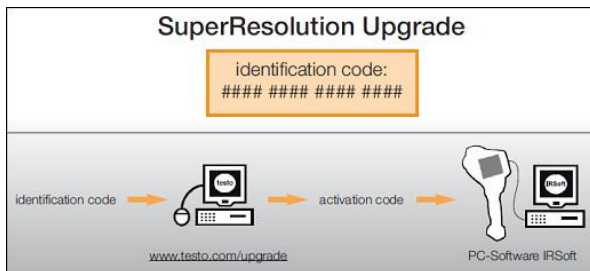 SuperResolution Upgrade
identification code:
#### #### #### ####
identification code
testo
activation code
IRSoft
www.testo.com/upgrade
PC-Software IRSoft